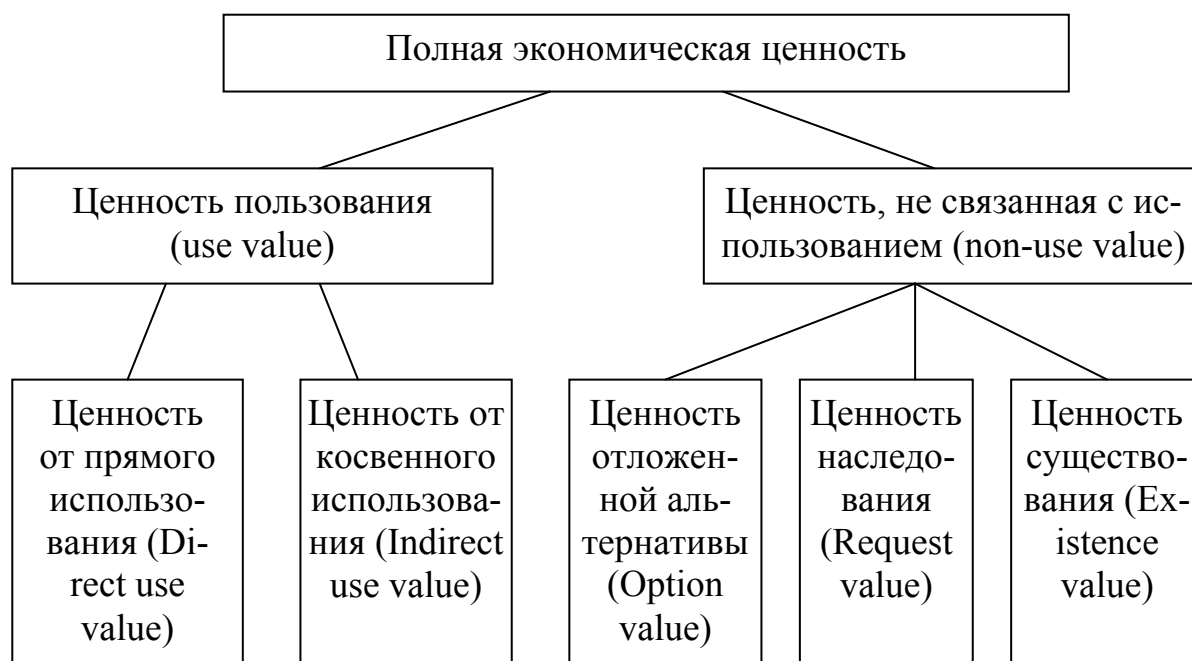 Полная экономическая ценность
Ценность пользования
(use value)
Ценность, не связанная с ис-
пользованием (non-use value)
Ценность
от прямого
использо-
вания (Di-
rect use
value)
Ценность от
косвенного
использова-
ния (Indirect
use value)
Ценность
отложен-
ной аль-
тернативы
(Option
value)
Ценность
наследо-
вания
(Request
value)
Ценность
существо-
вания (Ex-
istence
value)